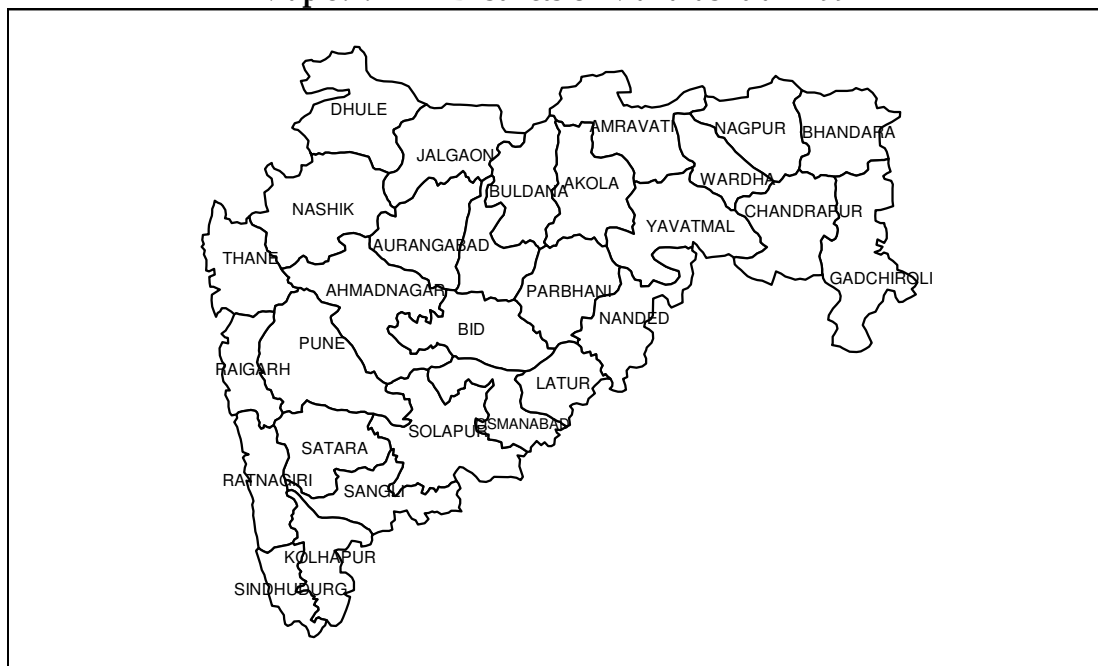 DHULE
AMRAVATI
NAGPUR
BHANDARA
JALGAON
WARDHA
AKOLA
BULDANA
NASHIK
CHANDRAPUR
YAVATMAL
AURANGABAD
THANE
GADCHIROLI
AHMADNAGAR
PARBHANI
NANDED
BID
PUNE
RAIGARH
LATUR
OSMANABAD
SOLAPUR
SATARA
RATNAGIRI
SANGLI
KOLHAPUR
SINDHUDURG